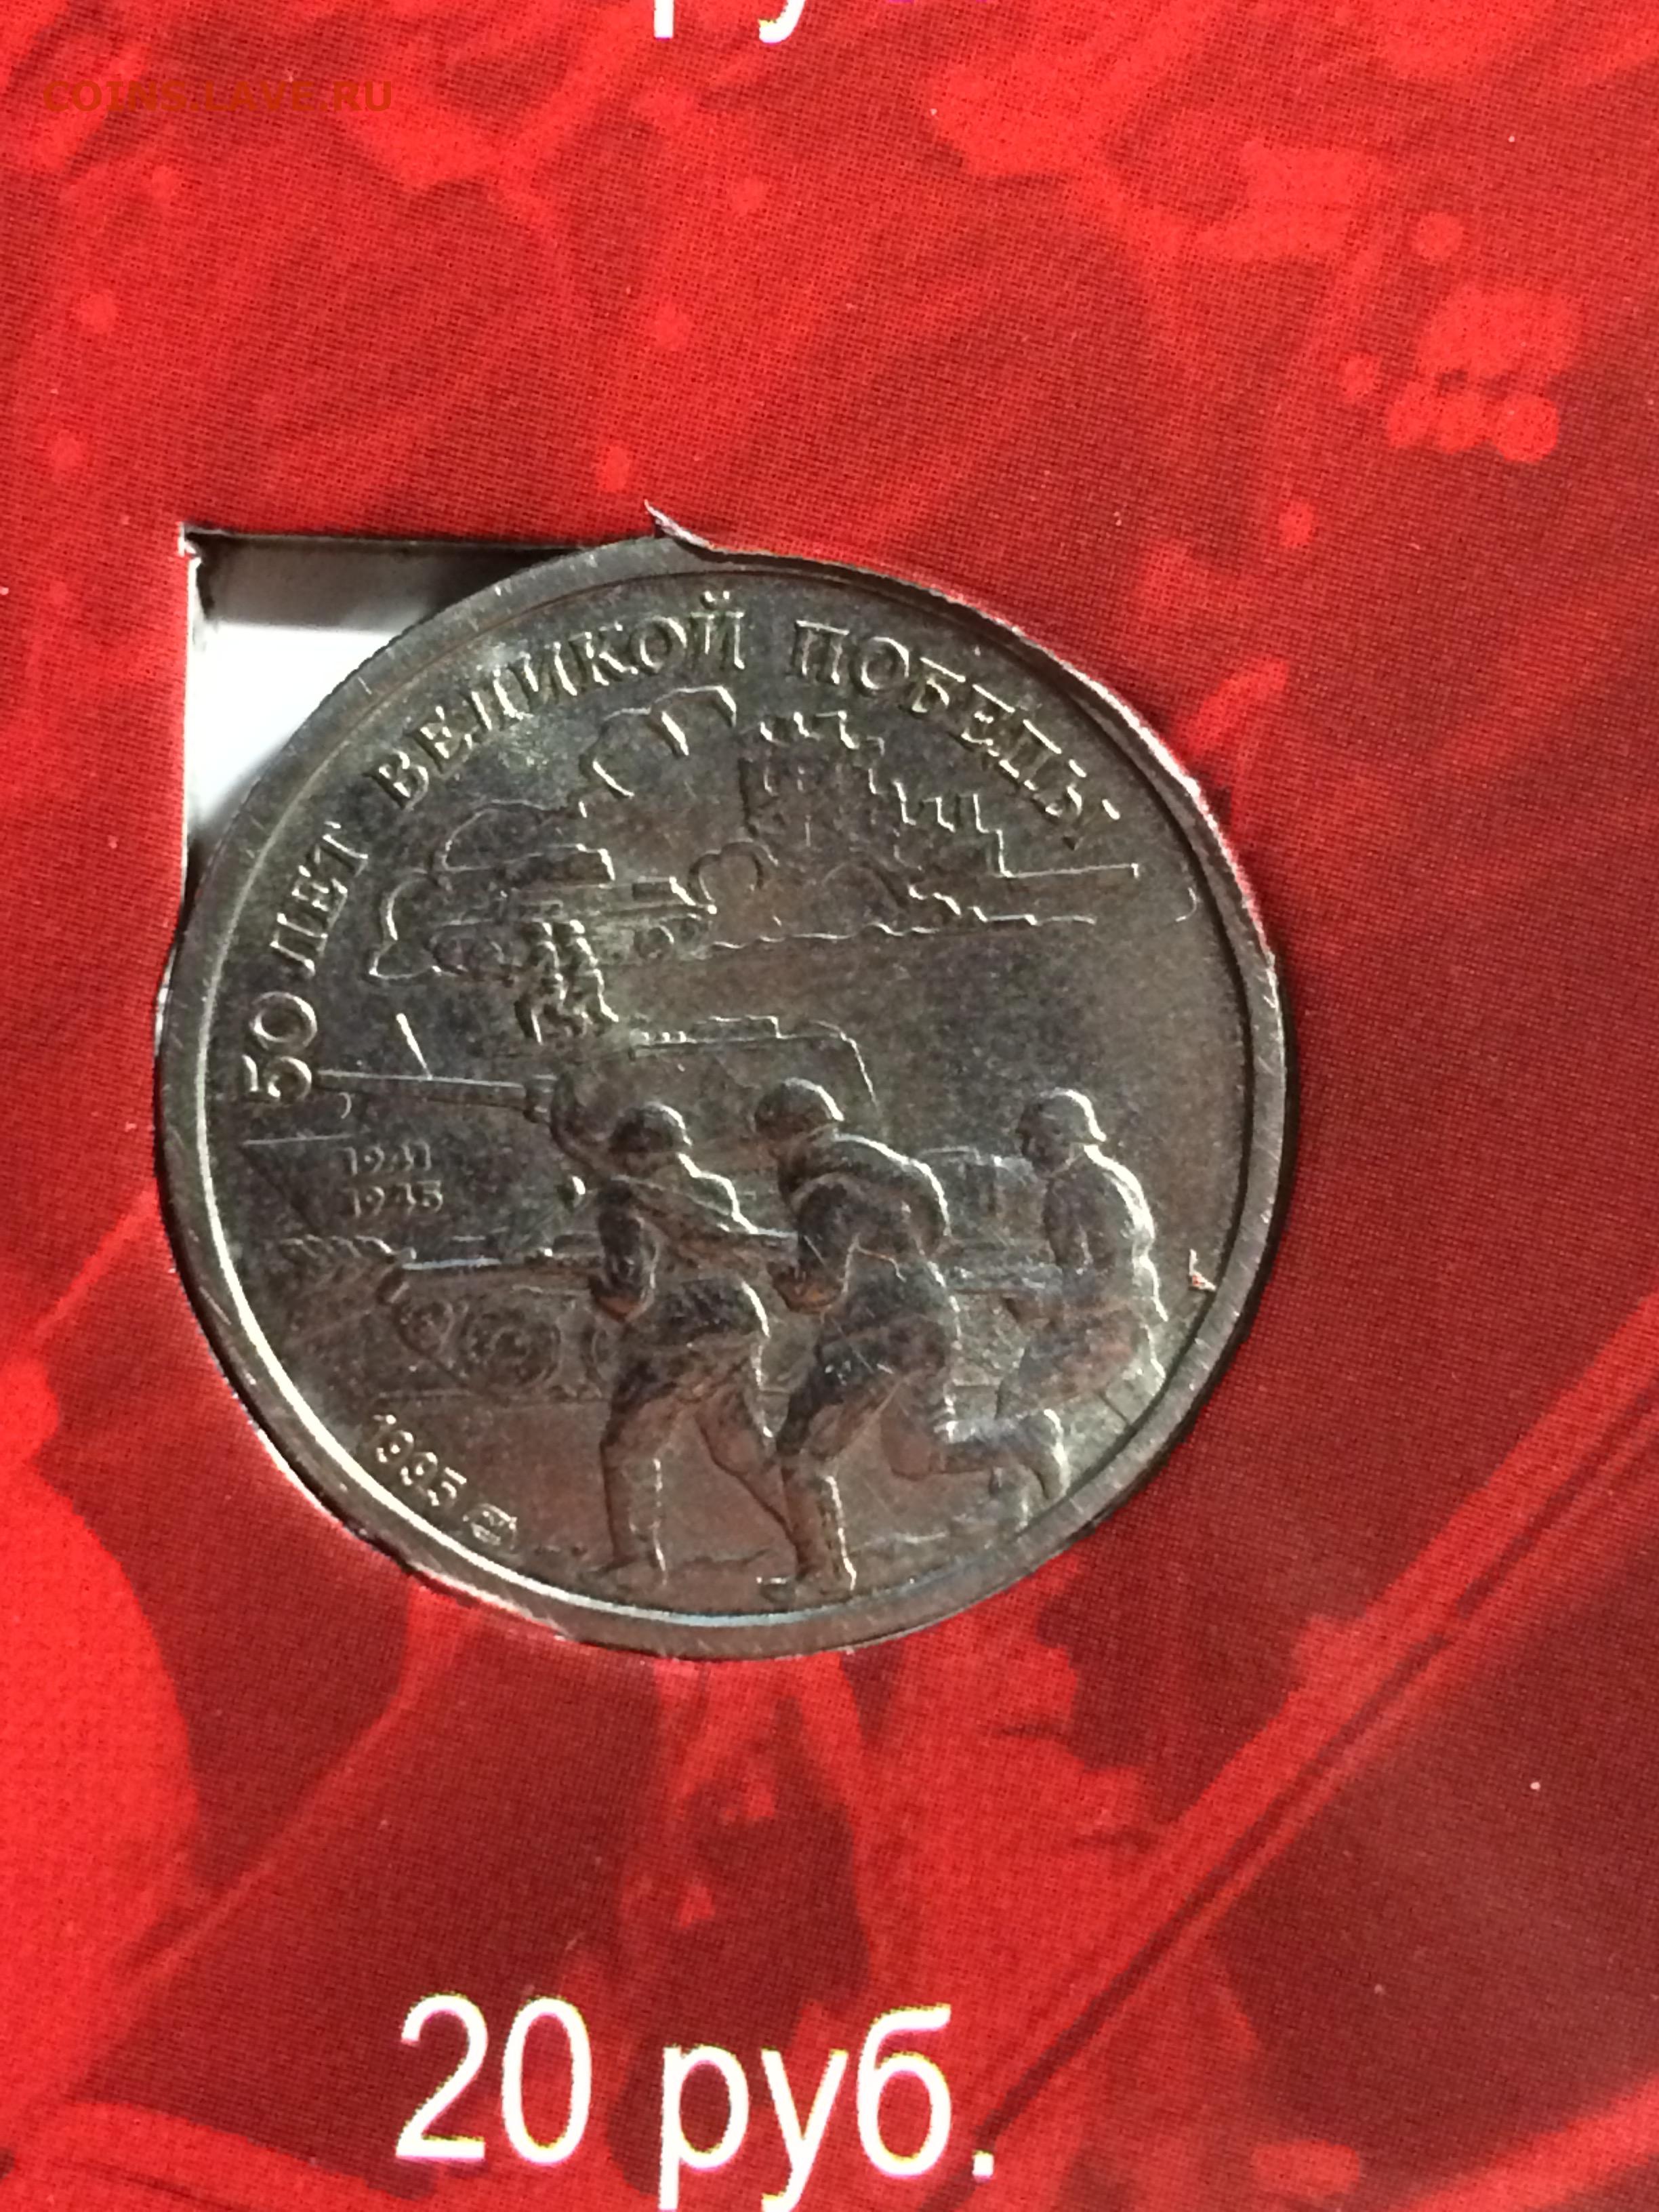 COINS.LAVE.RU
50 ЛЕТ ВЕЛИКОЙ ПОБЕДЫ
1941
1945
1995
20 руб.